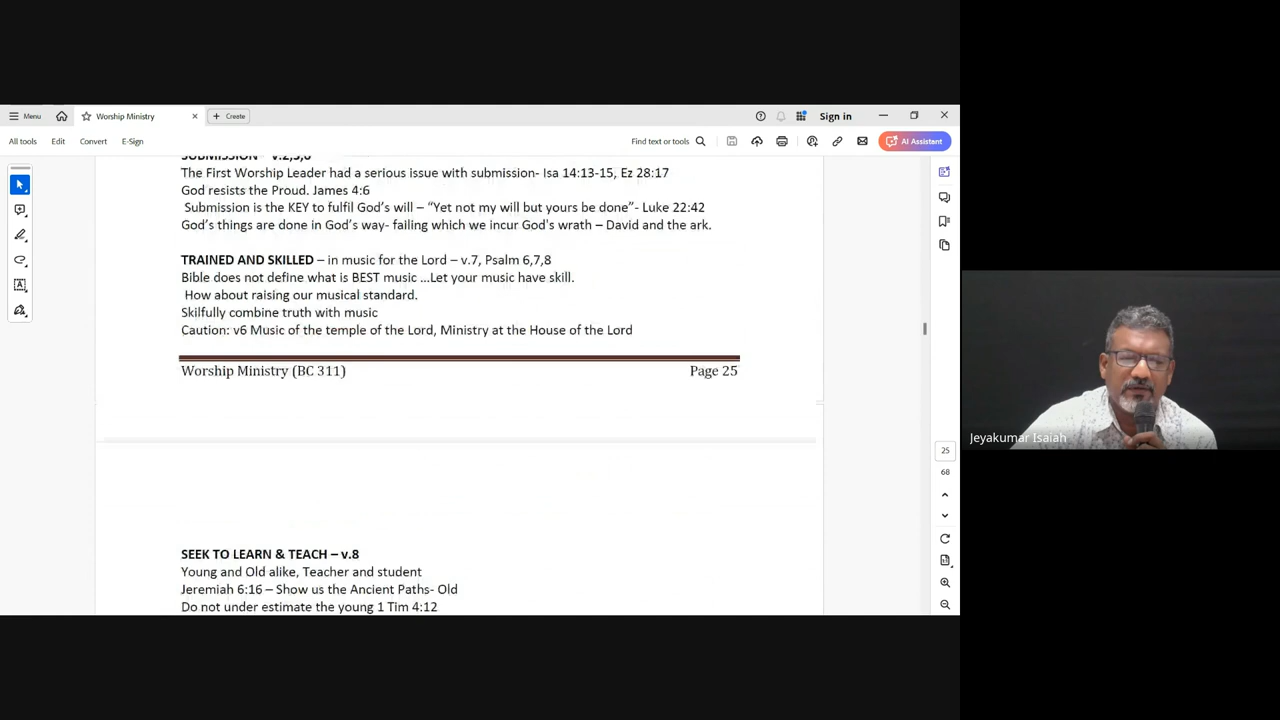 Menu
Worship Ministry
Create
Sign in
All tools
Edit
Convert
E-Sign
Find text or tools
AI Assistant
SUBMISSION – v.2,3,6
The First Worship Leader had a serious issue with submission- Isa 14:13-15, Ez 28:17
God resists the Proud. James 4:6
Submission is the KEY to fulfil God’s will – “Yet not my will but yours be done”- Luke 22:42
God’s things are done in God’s way- failing which we incur God's wrath – David and the ark.
TRAINED AND SKILLED – in music for the Lord – v.7, Psalm 6,7,8
Bible does not define what is BEST music ...Let your music have skill.
How about raising our musical standard.
Skilfully combine truth with music
Caution: v6 Music of the temple of the Lord, Ministry at the House of the Lord
Worship Ministry (BC 311)
Page 25
SEEK TO LEARN & TEACH – v.8
Young and Old alike, Teacher and student
Jeremiah 6:16 – Show us the Ancient Paths- Old
Do not under estimate the young 1 Tim 4:12
25
68
Jeyakumar Isaiah